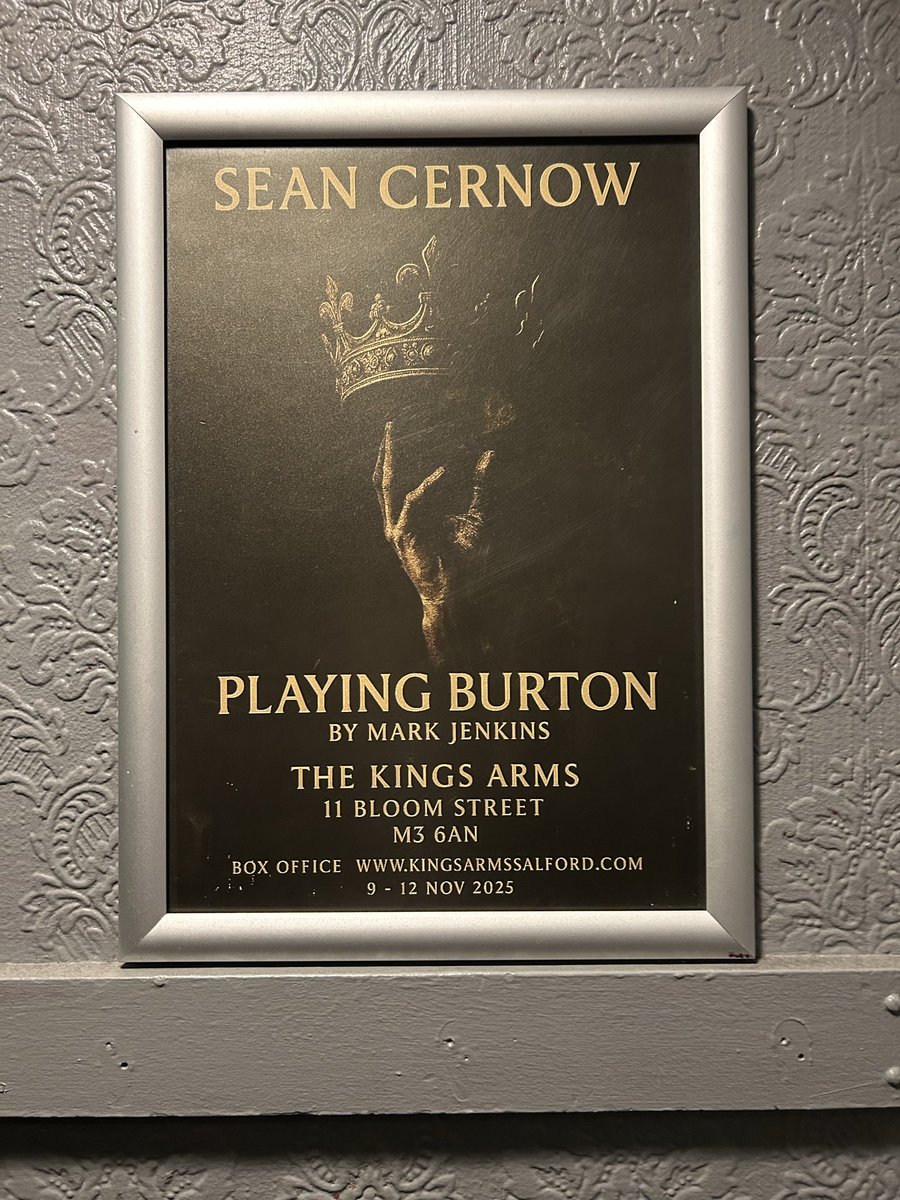 SEAN CERNOW
PLAYING BURTON
BY MARK JENKINS
THE KINGS ARMS
11 BLOOM STREET
M3 6AN
BOX OFFICE WWW.KINGSARMSSALFORD.COM
9 - 12 NOV 2025